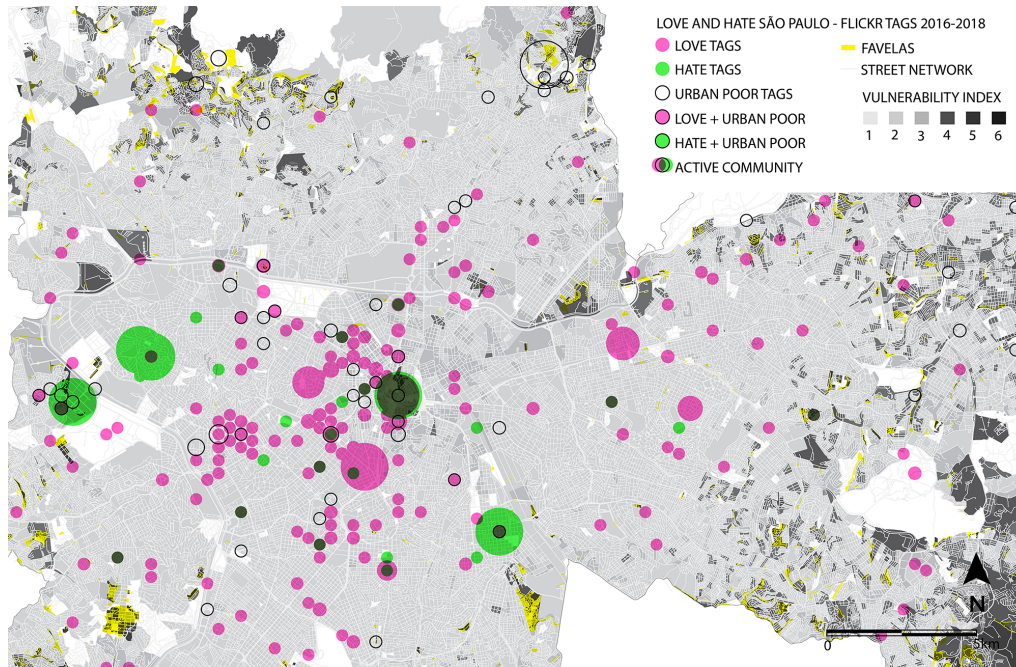 LOVE AND HATE SÃO PAULO - FLICKR TAGS 2016-2018
LOVE TAGS
HATE TAGS
URBAN POOR TAGS
LOVE + URBAN POOR
HATE + URBAN POOR
ACTIVE COMMUNITY
FAVELAS
STREET NETWORK
VULNERABILITY INDEX
1 2 3 4 5 6
N
0 5km